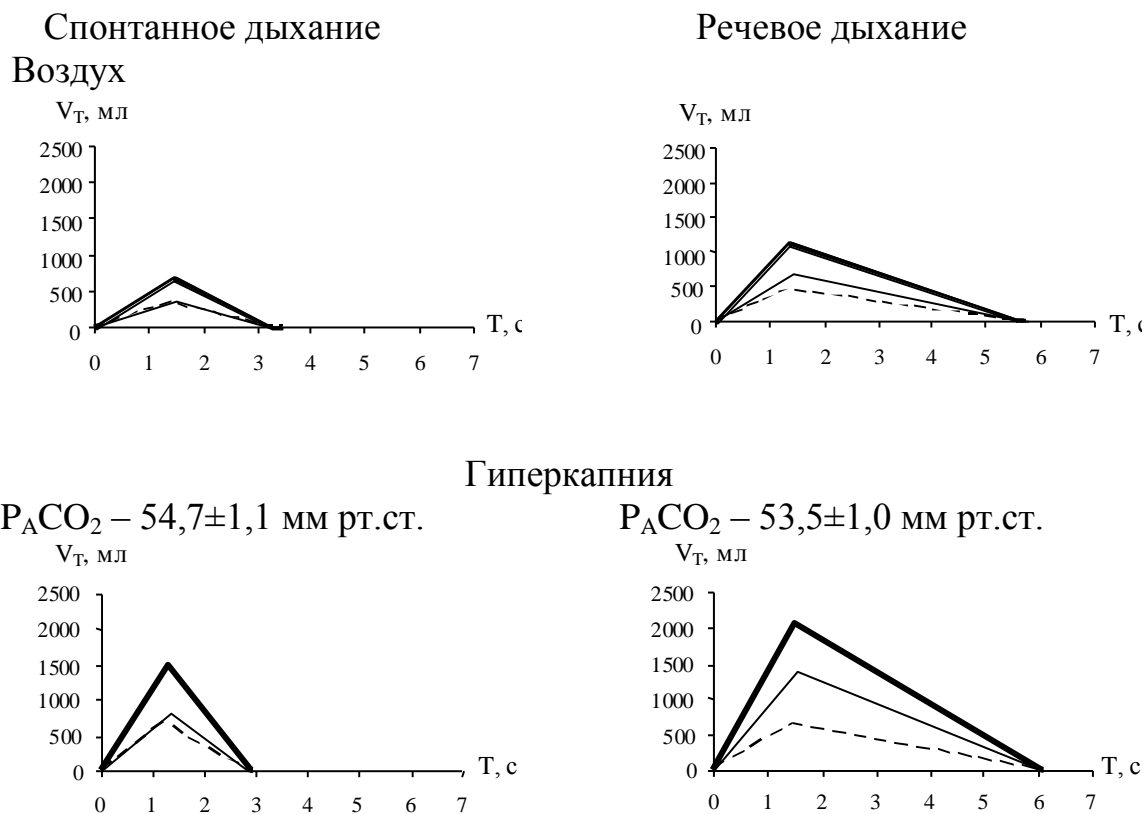 Спонтанное дыхание Речевое дыхание
Воздух
V_T, мл V_T, мл
2500 2500
2000 2000
1500 1500
1000 1000
500 500
0 0
T, с T, с
0 1 2 3 4 5 6 7 0 1 2 3 4 5 6 7
Гиперкапния
P_ACO_2 – 54,7±1,1 мм рт.ст. P_ACO_2 – 53,5±1,0 мм рт.ст.
V_T, мл V_T, мл
2500 2500
2000 2000
1500 1500
1000 1000
500 500
0 0
T, с T, с
0 1 2 3 4 5 6 7 0 1 2 3 4 5 6 7